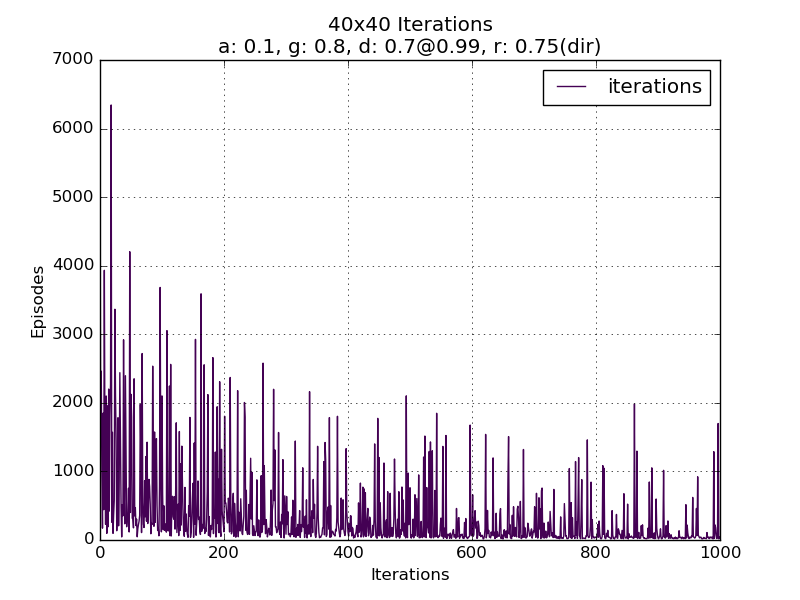 40x40 Iterations
a: 0.1, g: 0.8, d: 0.7@0.99, r: 0.75(dir)
iterations
7000
6000
5000
4000
3000
2000
1000
0
Episodes
0 200 400 600 800 1000
Iterations